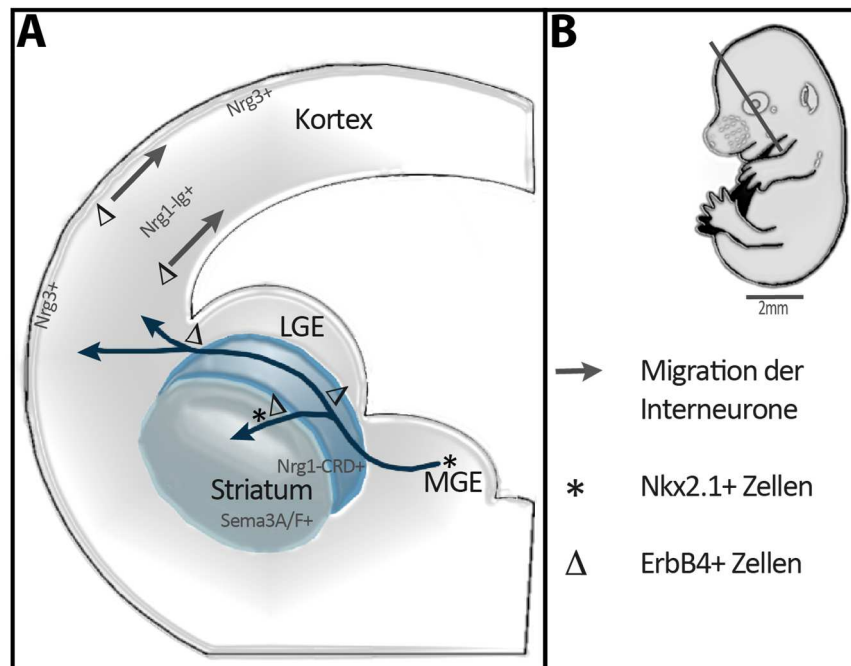 A
Nrg3+
Kortex
Nrg1-Ig+
Nrg3+
LGE
Nrg1-CRD+
MGE
*
*
Striatum
Sema3A/F+
B
2mm
Migration der
Interneurone
* Nkx2.1+ Zellen
Δ ErbB4+ Zellen